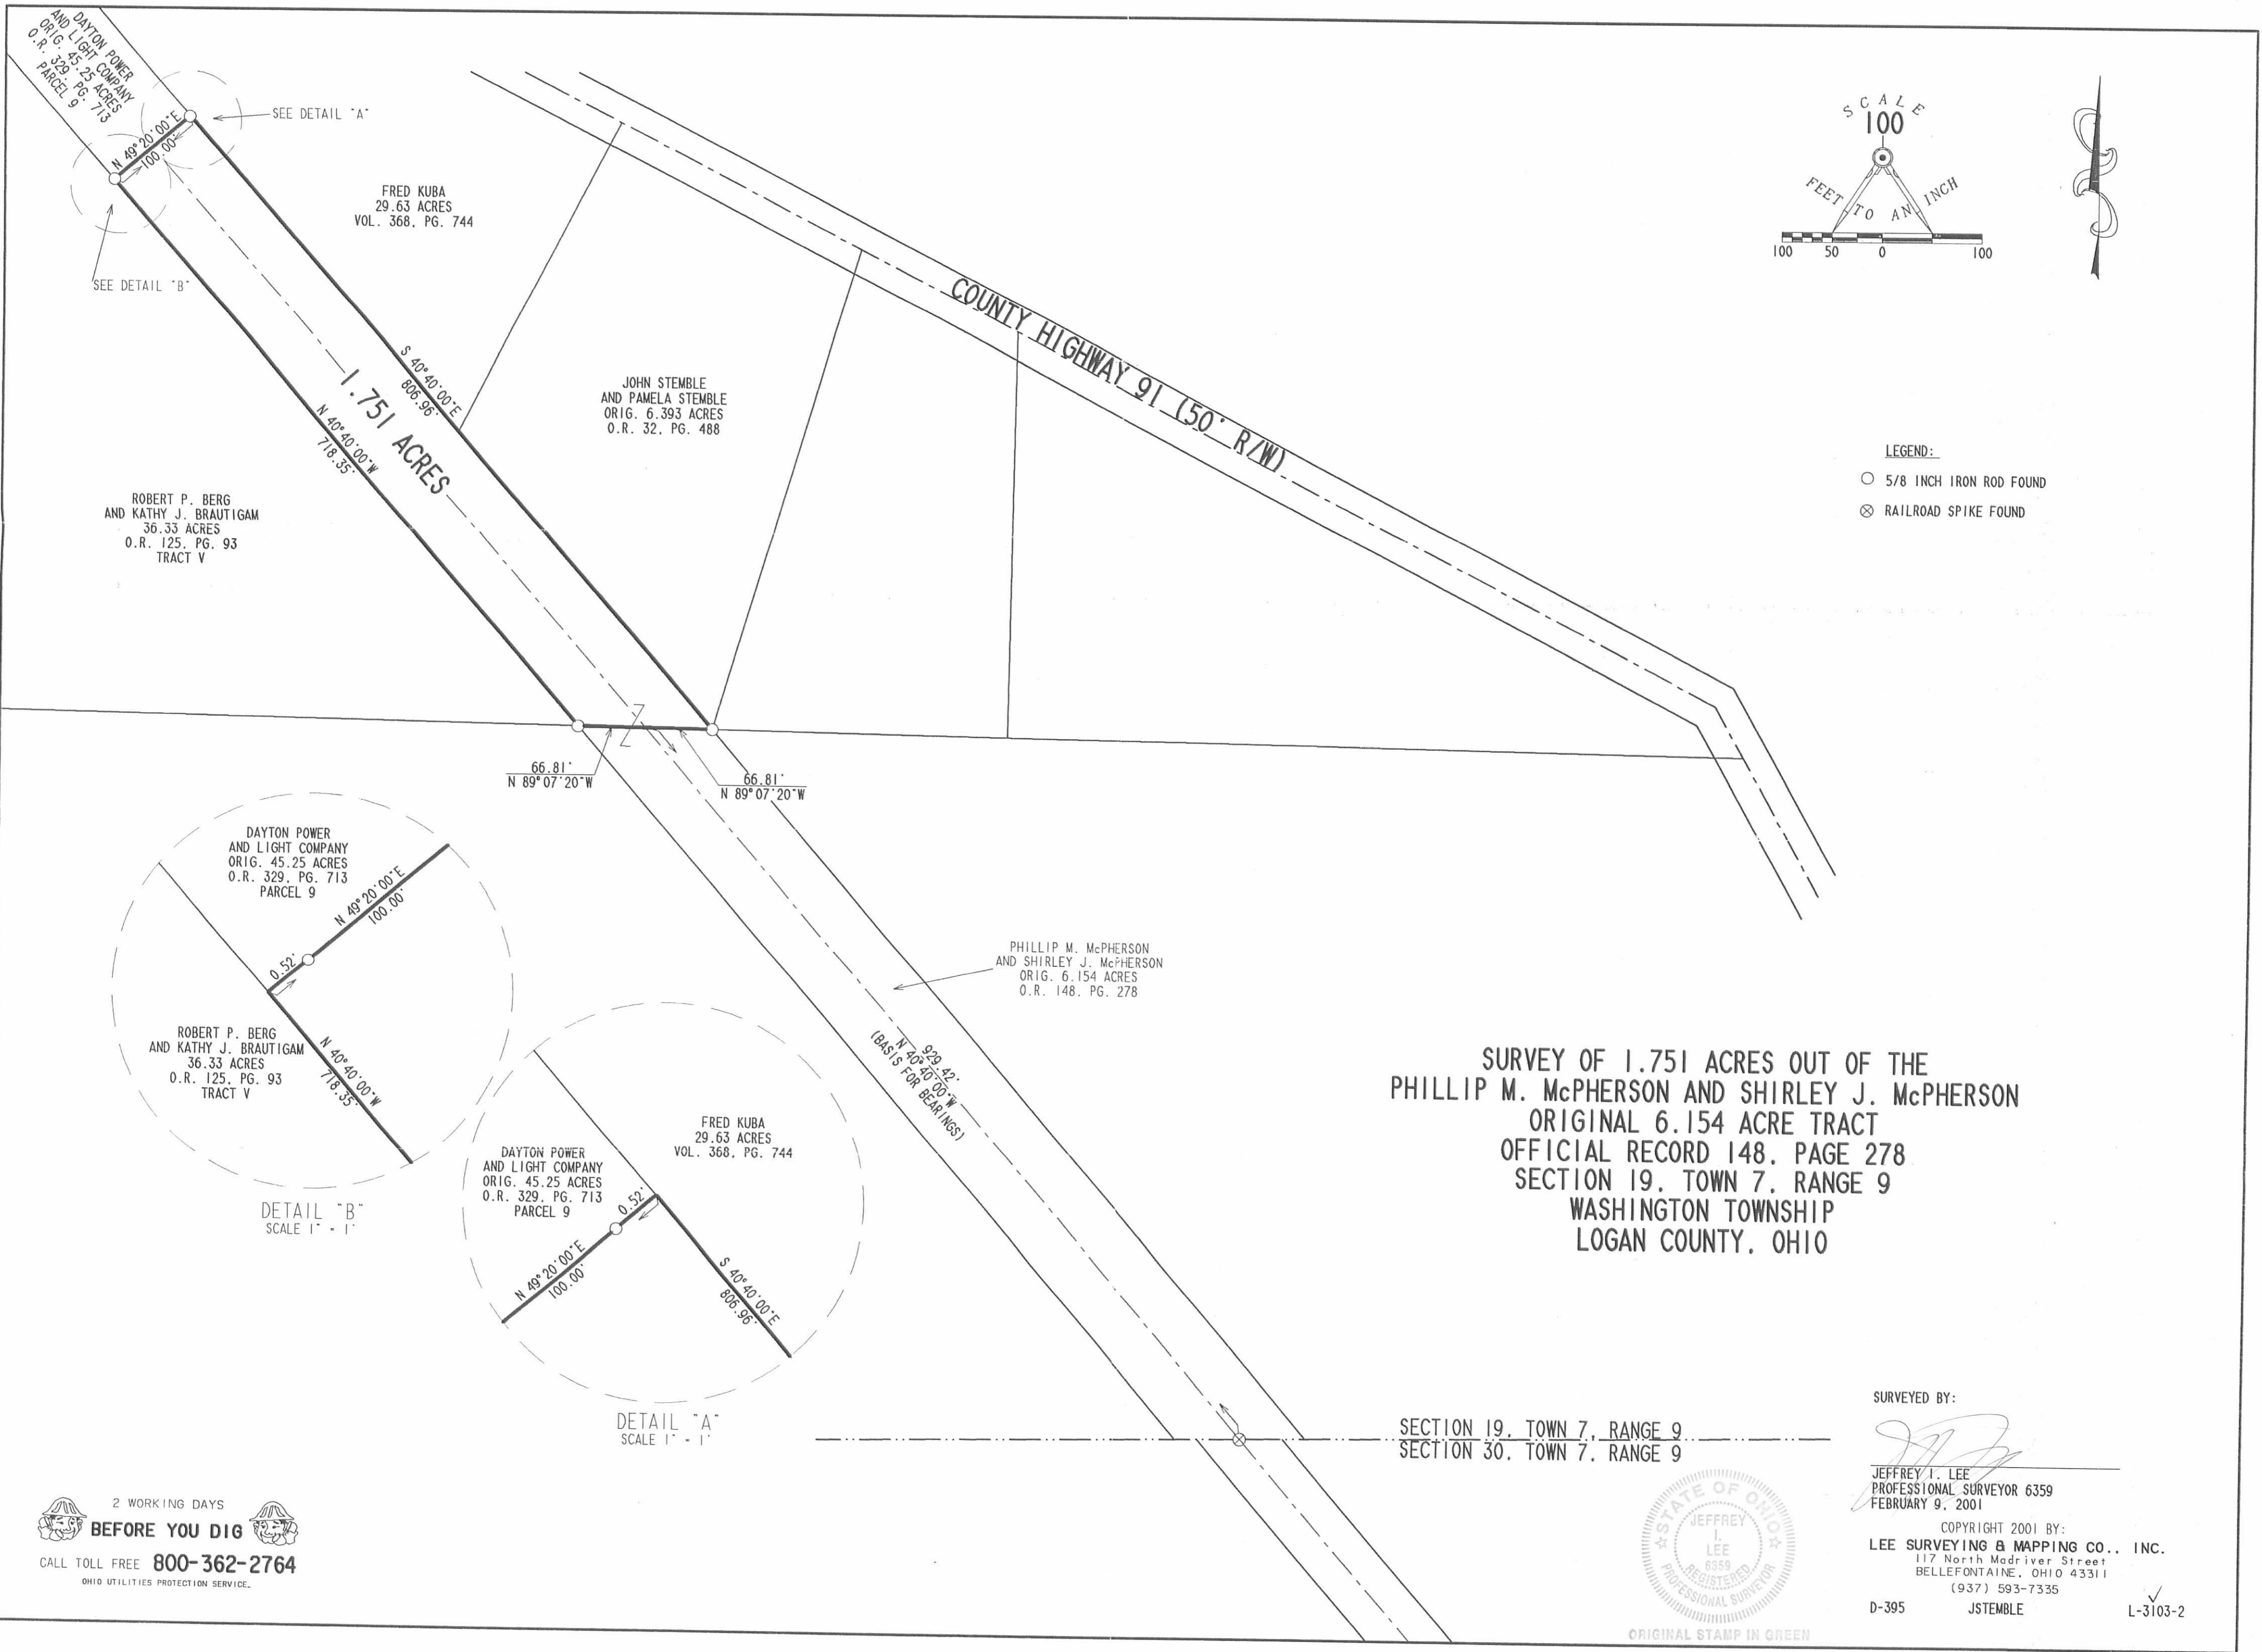 DAYTON POWER
AND LIGHT COMPANY
ORIG. 45.25 ACRES
O.R. 329, PG. 713
PARCEL 9
N 49°20'00"E
100.00'
SEE DETAIL "A"
SEE DETAIL "B"
FRED KUBA
29.63 ACRES
VOL. 368, PG. 744
SCALE
100
FEET TO AN INCH
100 50 0 100
COUNTY HIGHWAY 91 (50' R/W)
S 40°40'00"E
806.96'
1.751 ACRES
N 40°40'00"W
718.35'
JOHN STEMBLE
AND PAMELA STEMBLE
ORIG. 6.393 ACRES
O.R. 32, PG. 488
ROBERT P. BERG
AND KATHY J. BRAUTIGAM
36.33 ACRES
O.R. 125, PG. 93
TRACT V
LEGEND:
5/8 INCH IRON ROD FOUND
RAILROAD SPIKE FOUND
66.81'
N 89°07'20"W
66.81'
N 89°07'20"W
DAYTON POWER
AND LIGHT COMPANY
ORIG. 45.25 ACRES
O.R. 329, PG. 713
PARCEL 9
N 49°20'00"E
100.00'
0.52'
ROBERT P. BERG
AND KATHY J. BRAUTIGAM
36.33 ACRES
O.R. 125, PG. 93
TRACT V
N 40°40'00"W
718.35'
DETAIL "B"
SCALE 1" = 1'
FRED KUBA
29.63 ACRES
VOL. 368, PG. 744
DAYTON POWER
AND LIGHT COMPANY
ORIG. 45.25 ACRES
O.R. 329, PG. 713
PARCEL 9
0.52'
N 49°20'00"E
100.00'
S 40°40'00"E
806.96'
DETAIL "A"
SCALE 1" = 1'
PHILLIP M. McPHERSON
AND SHIRLEY J. McPHERSON
ORIG. 6.154 ACRES
O.R. 148, PG. 278
929.42'
N 40°40'00"W
(BASIS FOR BEARINGS)
SURVEY OF 1.751 ACRES OUT OF THE
PHILLIP M. McPHERSON AND SHIRLEY J. McPHERSON
ORIGINAL 6.154 ACRE TRACT
OFFICIAL RECORD 148, PAGE 278
SECTION 19, TOWN 7, RANGE 9
WASHINGTON TOWNSHIP
LOGAN COUNTY, OHIO
SECTION 19, TOWN 7, RANGE 9
SECTION 30, TOWN 7, RANGE 9
2 WORKING DAYS
BEFORE YOU DIG
CALL TOLL FREE 800-362-2764
OHIO UTILITIES PROTECTION SERVICE.
STATE OF OHIO
JEFFREY
I.
LEE
6359
REGISTERED
PROFESSIONAL SURVEYOR
ORIGINAL STAMP IN GREEN
SURVEYED BY:
JEFFREY I. LEE
PROFESSIONAL SURVEYOR 6359
FEBRUARY 9, 2001
COPYRIGHT 2001 BY:
LEE SURVEYING & MAPPING CO., INC.
117 North Madriver Street
BELLEFONTAINE, OHIO 43311
(937) 593-7335
D-395 JSTEMBLE L-3103-2